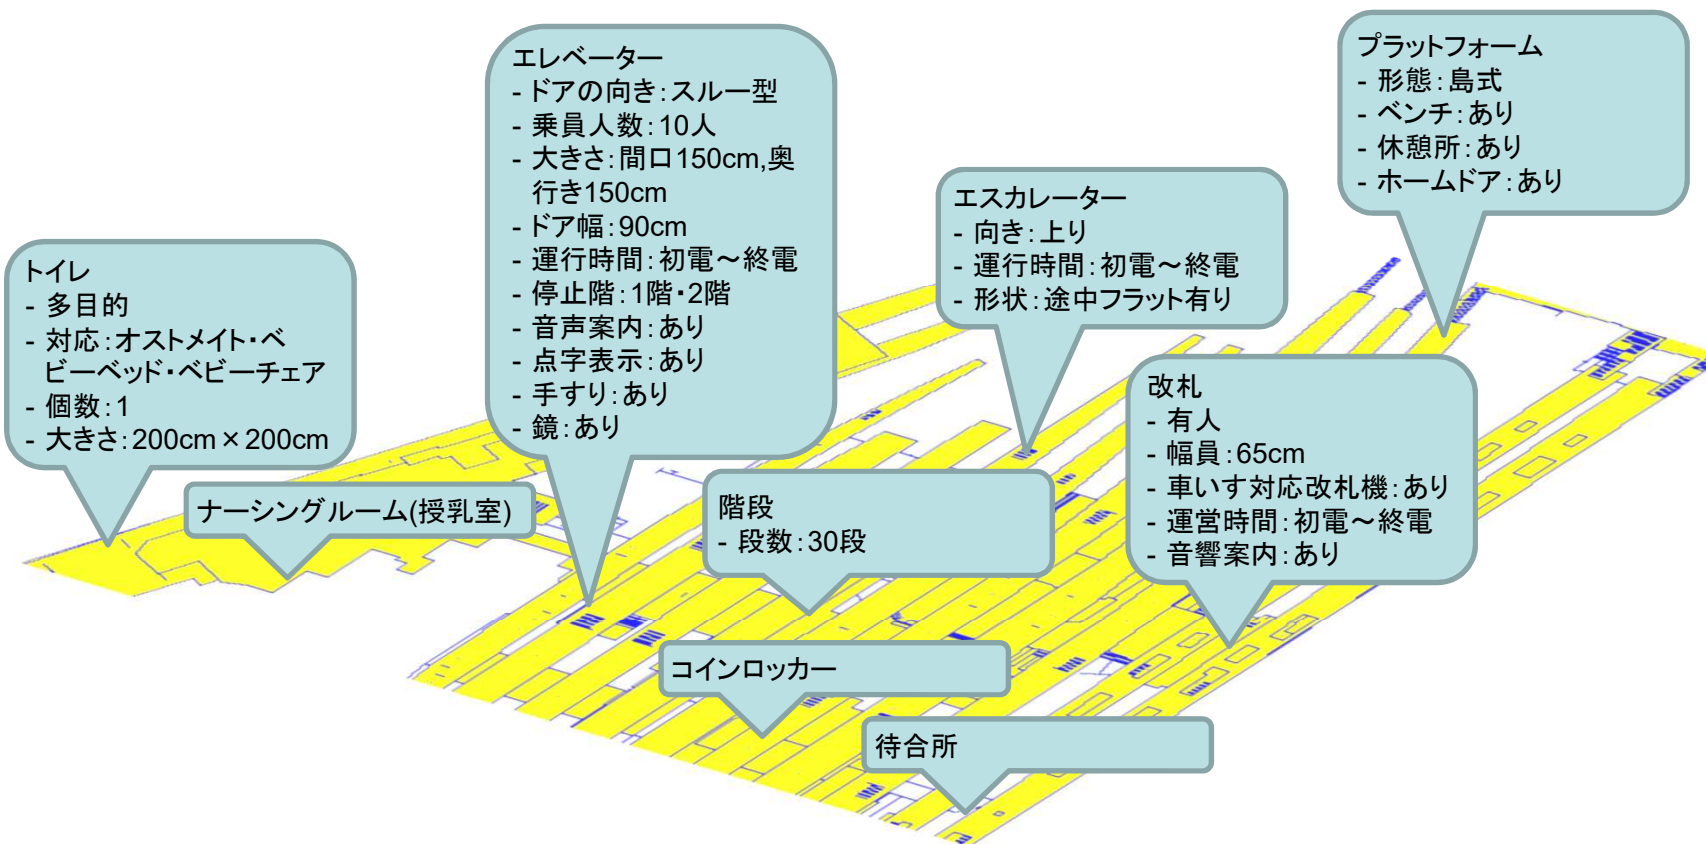 エレベーター
- ドアの向き：スルー型
- 乗員人数：10人
- 大きさ：間口150cm,奥
行き150cm
- ドア幅：90cm
- 運行時間：初電～終電
- 停止階：1階・2階
- 音声案内：あり
- 点字表示：あり
- 手すり：あり
- 鏡：あり
プラットフォーム
- 形態：島式
- ベンチ：あり
- 休憩所：あり
- ホームドア：あり
エスカレーター
- 向き：上り
- 運行時間：初電～終電
- 形状：途中フラット有り
トイレ
- 多目的
- 対応：オストメイト・ベ
ビーベッド・ベビーチェア
- 個数：1
- 大きさ：200cm×200cm
改札
- 有人
- 幅員：65cm
- 車いす対応改札機：あり
- 運営時間：初電～終電
- 音響案内：あり
ナーシングルーム(授乳室)
階段
- 段数：30段
コインロッカー
待合所